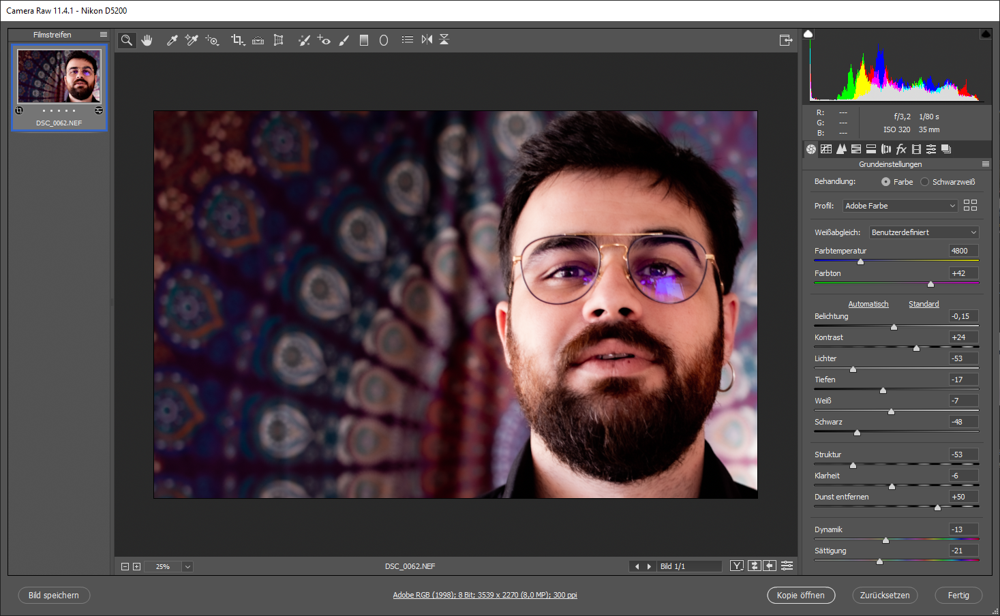 Camera Raw 11.4.1 - Nikon D5200
Filmstreifen
DSC_0062.NEF
R: ---
G: ---
B: ---
f/3,2 1/80 s
ISO 320 35 mm
Grundeinstellungen
Behandlung: Farbe Schwarzweiß
Profil: Adobe Farbe
Weißabgleich: Benutzerdefiniert
Farbtemperatur 4800
Farbton +42
Automatisch Standard
Belichtung -0,15
Kontrast +24
Lichter -53
Tiefen -17
Weiß -7
Schwarz -48
Struktur -53
Klarheit -6
Dunst entfernen +50
Dynamik -13
Sättigung -21
25% DSC_0062.NEF Bild 1/1 Y
Bild speichern Adobe RGB (1998); 8 Bit; 3539 x 2270 (8,0 MP); 300 ppi Kopie öffnen Zurücksetzen Fertig